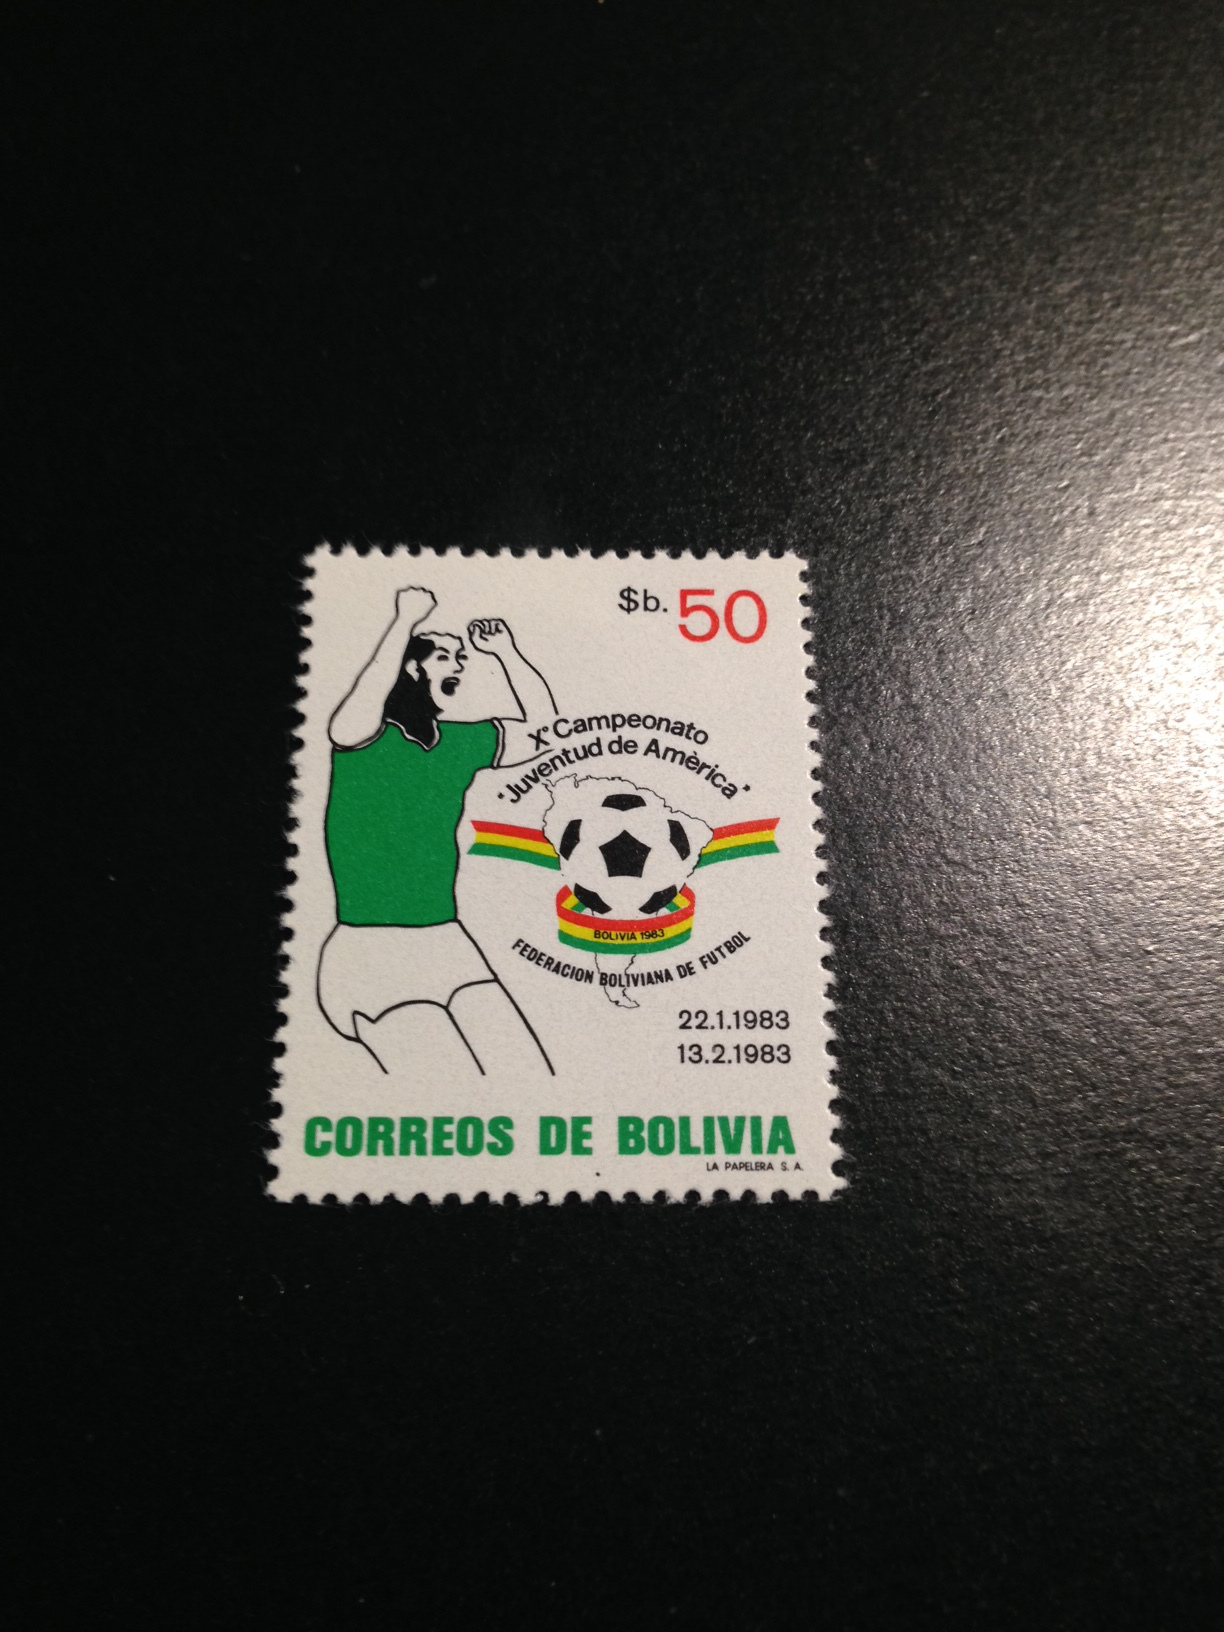 $b. 50
X° Campeonato
"Juventud de Amèrica"
BOLIVIA 1983
FEDERACION BOLIVIANA DE FUTBOL
22.1.1983
13.2.1983
CORREOS DE BOLIVIA
LA PAPELERA S. A.